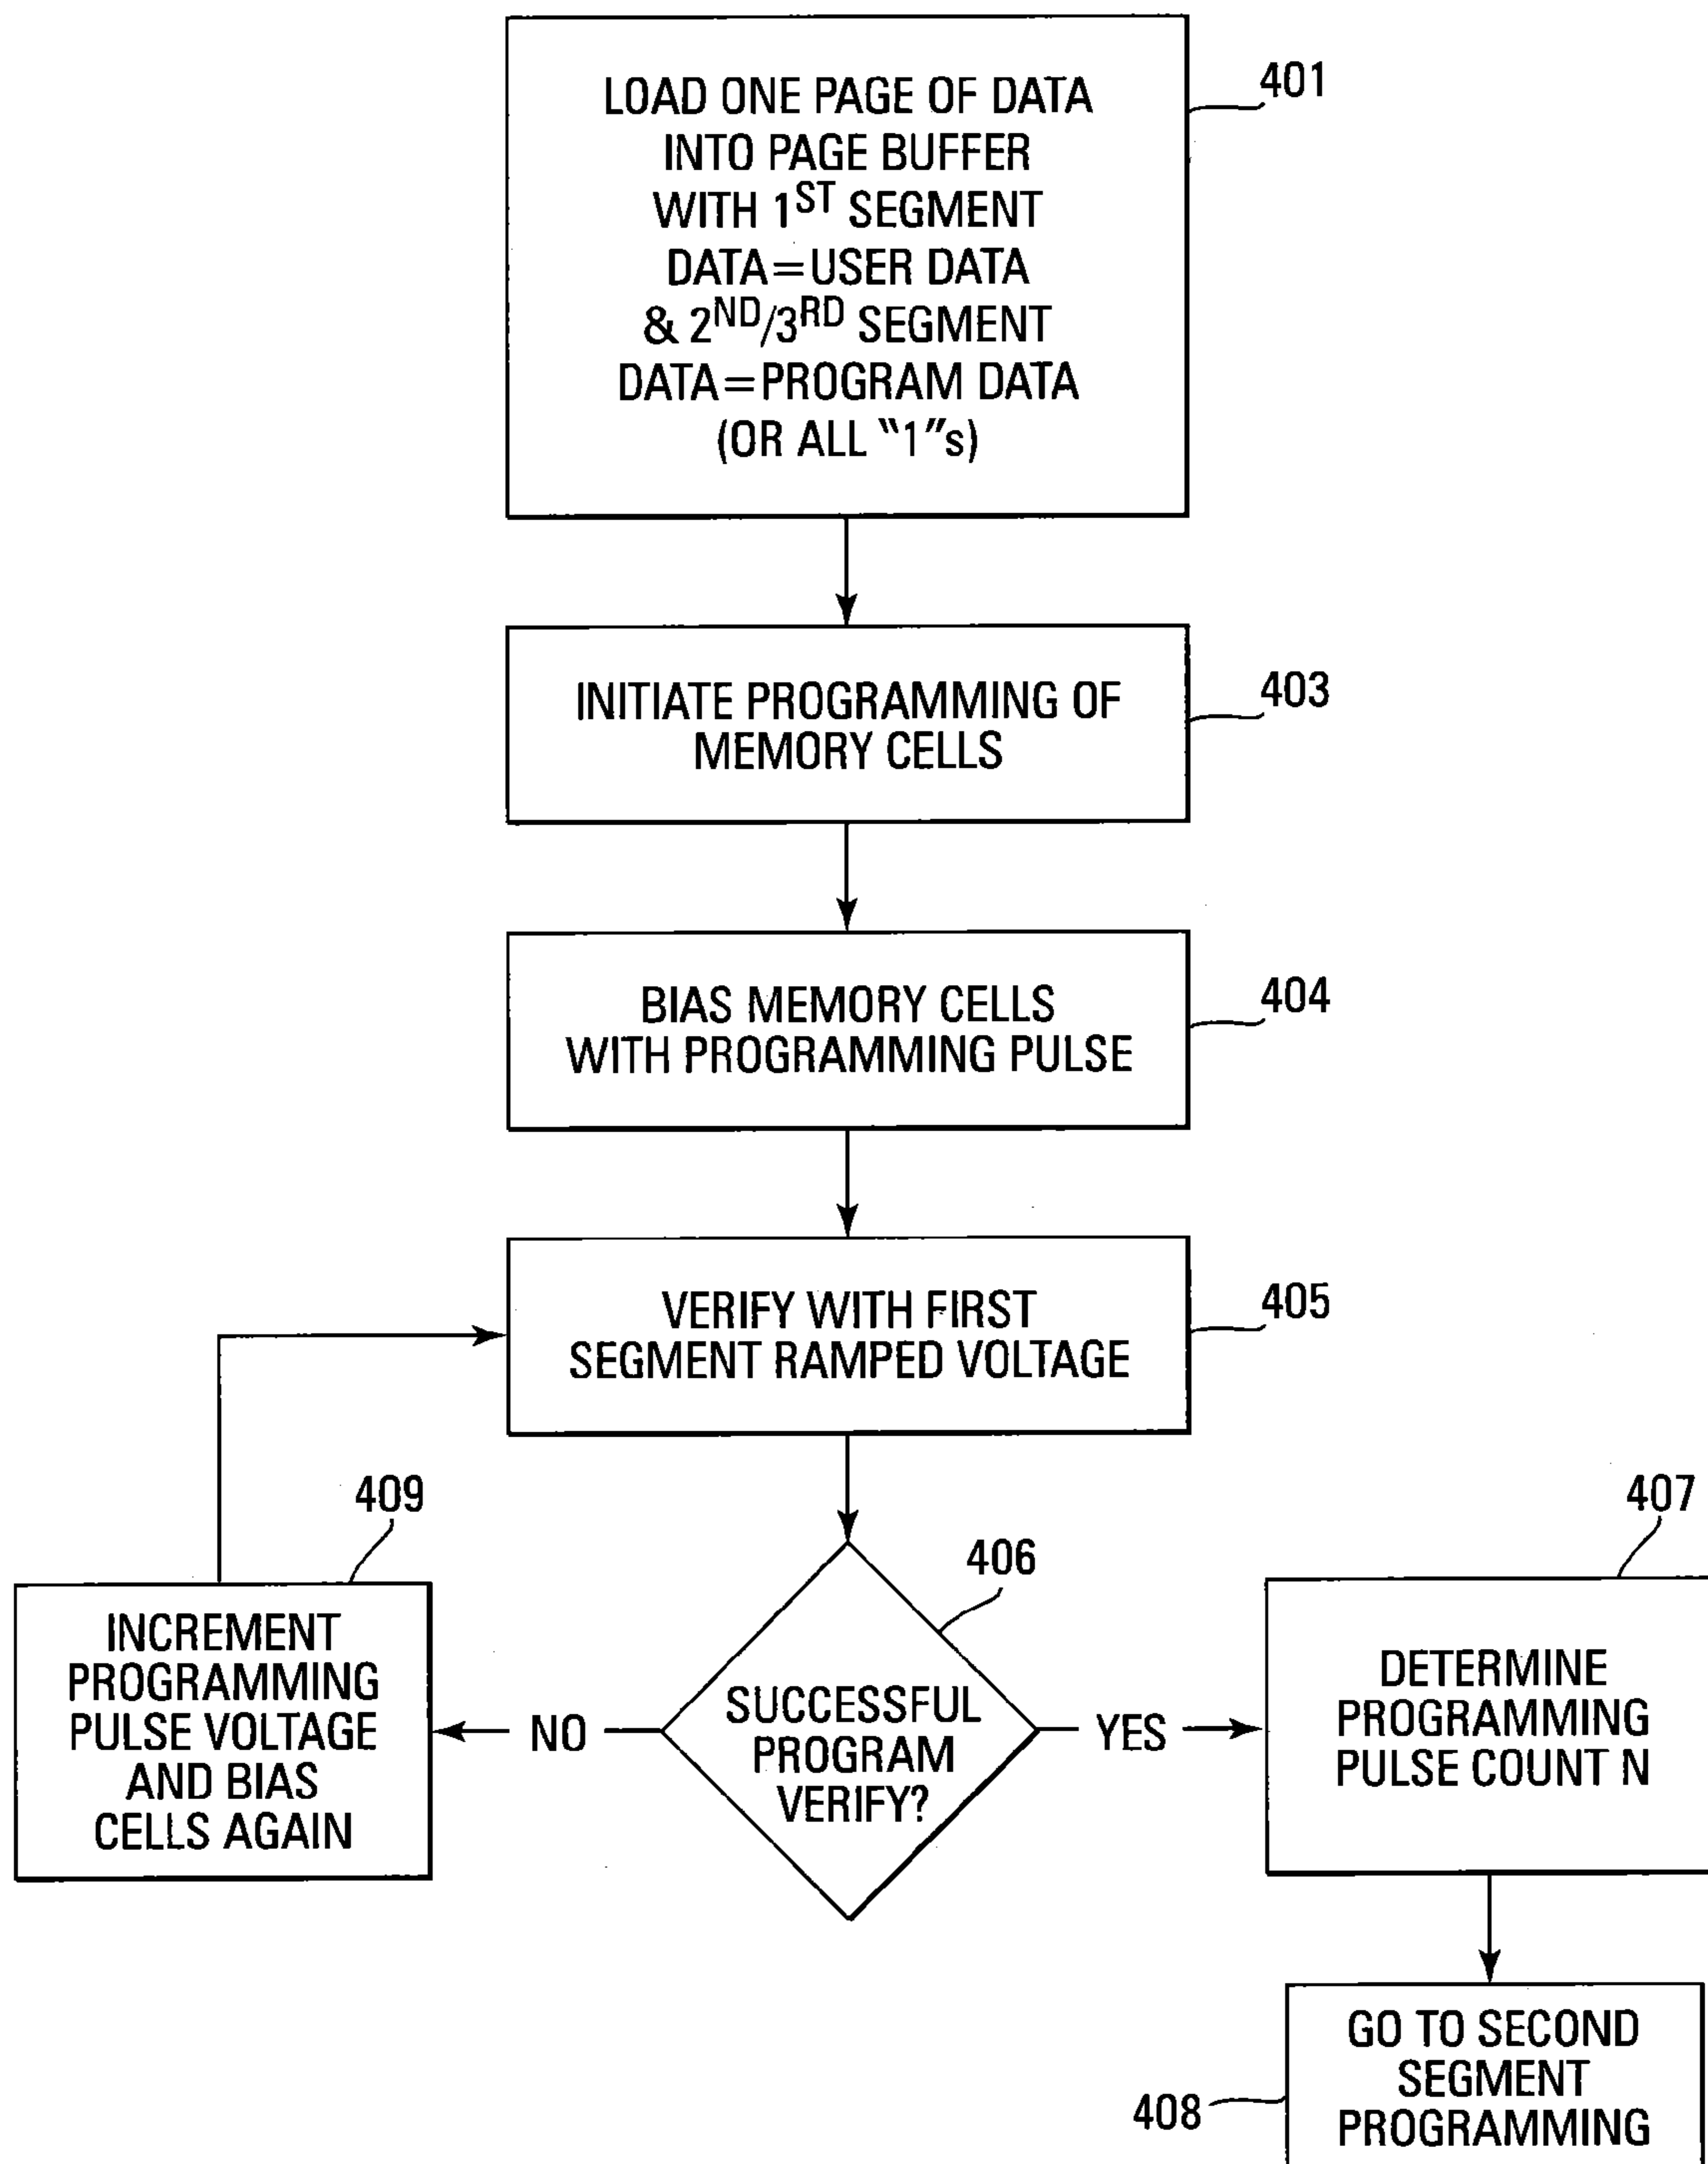 LOAD ONE PAGE OF DATA
INTO PAGE BUFFER
WITH 1ST SEGMENT
DATA=USER DATA
& 2ND/3RD SEGMENT
DATA=PROGRAM DATA
(OR ALL "1"s)
401
INITIATE PROGRAMMING OF
MEMORY CELLS
403
BIAS MEMORY CELLS
WITH PROGRAMMING PULSE
404
VERIFY WITH FIRST
SEGMENT RAMPED VOLTAGE
405
409
INCREMENT
PROGRAMMING
PULSE VOLTAGE
AND BIAS
CELLS AGAIN
NO
406
SUCCESSFUL
PROGRAM
VERIFY?
YES
407
DETERMINE
PROGRAMMING
PULSE COUNT N
GO TO SECOND
SEGMENT
PROGRAMMING
408